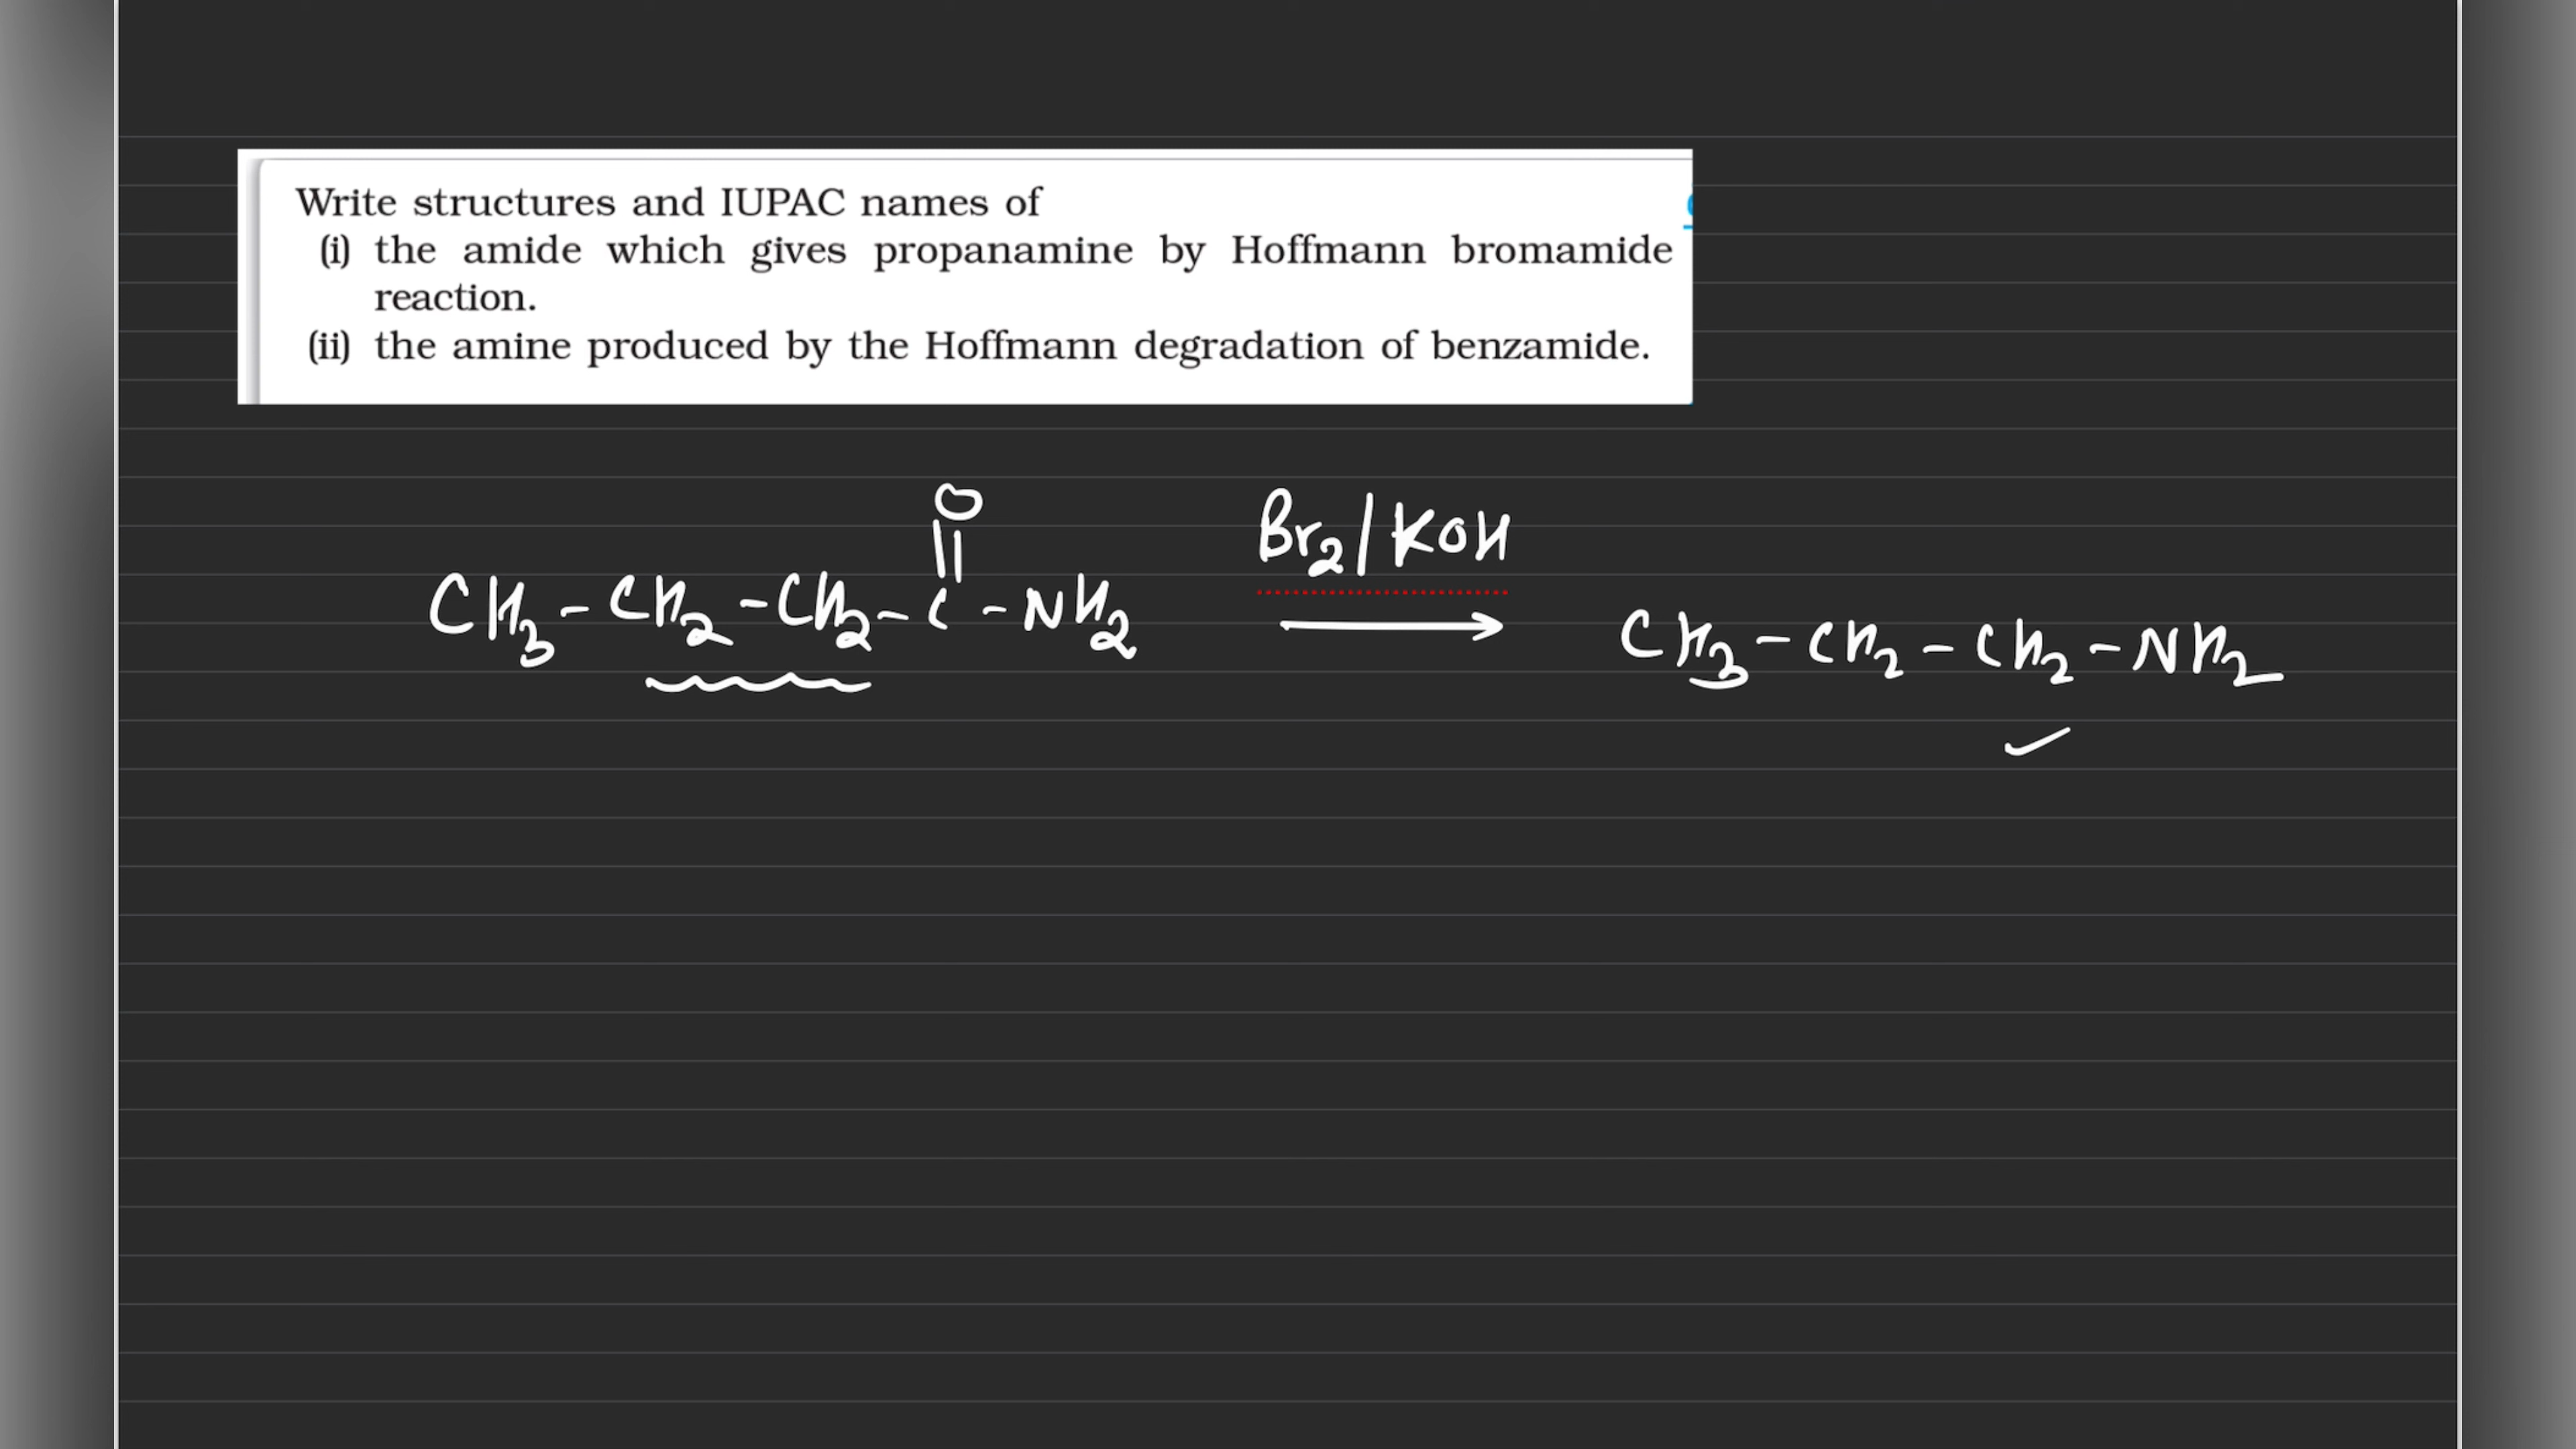 Write structures and IUPAC names of
(i) the amide which gives propanamine by Hoffmann bromamide
reaction.
(ii) the amine produced by the Hoffmann degradation of benzamide.
O
||
CH3-CH2-CH2-C-NH2
Br2/KOH
CH3-CH2-CH2-NH2